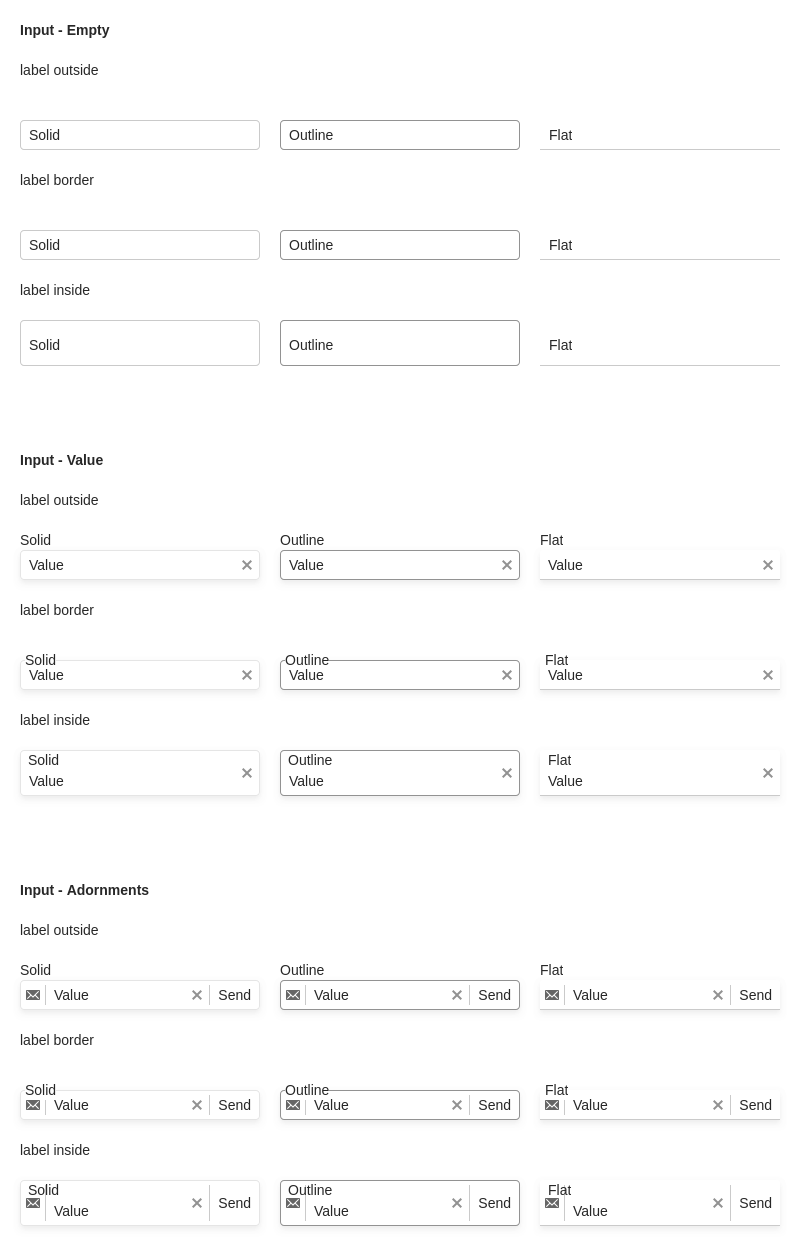 Input - Empty
label outside
Solid Outline Flat
label border
Solid Outline Flat
label inside
Solid Outline Flat
Input - Value
label outside
Solid Outline Flat
Value Value Value
label border
Solid Outline Flat
Value Value Value
label inside
Solid Outline Flat
Value Value Value
Input - Adornments
label outside
Solid Outline Flat
Value Send Value Send Value Send
label border
Solid Outline Flat
Value Send Value Send Value Send
label inside
Solid Outline Flat
Value Send Value Send Value Send